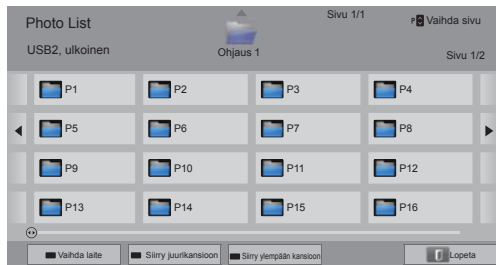 Photo List
Sivu 1/1
P Vaihda sivu
USB2, ulkoinen
Ohjaus 1
Sivu 1/2
P1 P2 P3 P4
P5 P6 P7 P8
P9 P10 P11 P12
P13 P14 P15 P16
Vaihda laite Siirry juurikansioon Siirry ylempään kansioon Lopeta